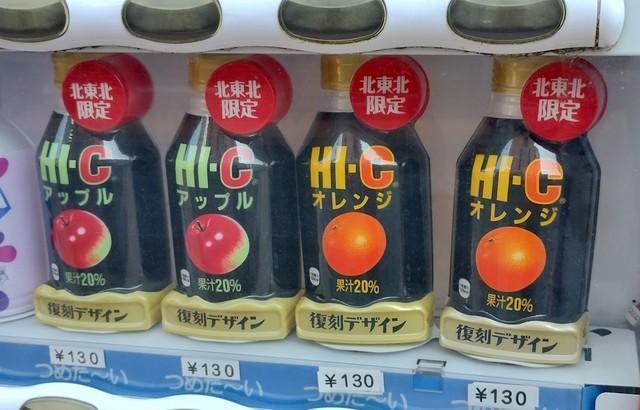 北東北
限定
HI-C
アップル
果汁20%
復刻デザイン
¥130
つめた〜い
北東北
限定
HI-C
アップル
果汁20%
復刻デザイン
¥130
つめた〜い
北東北
限定
HI-C
オレンジ
果汁20%
復刻デザイン
¥130
つめた〜い
北東北
限定
HI-C
オレンジ
果汁20%
復刻デザイン
¥130
つめた〜い